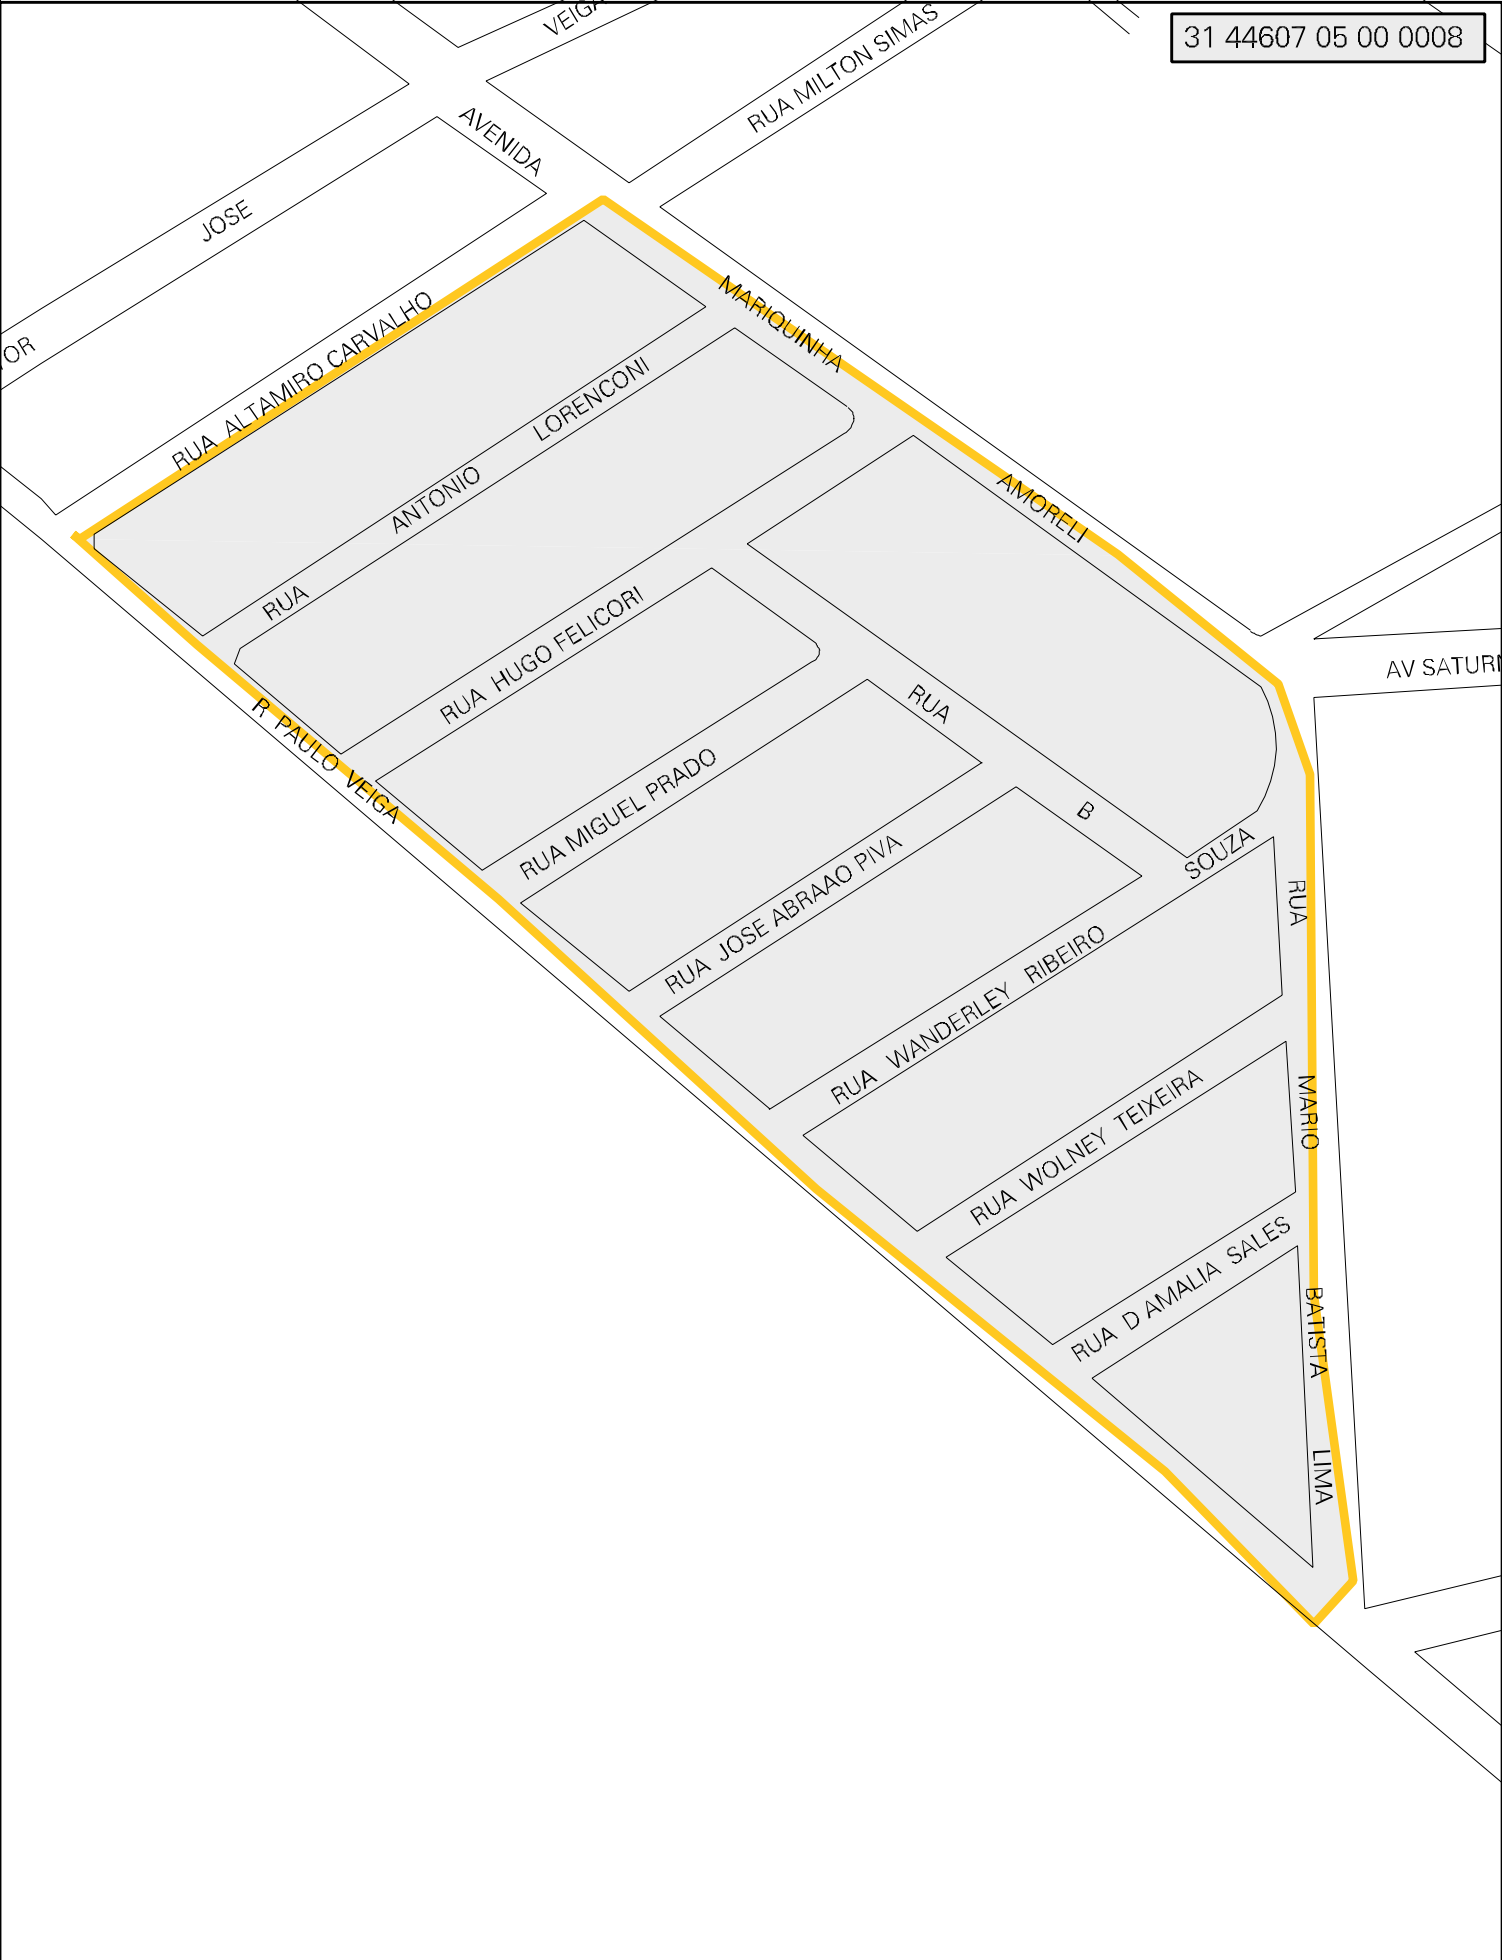 31 44607 05 00 0008
VEIGA
RUA MILTON SIMAS
AVENIDA
JOSE
OR
RUA ALTAMIRO CARVALHO
MARIQUINHA
RUA ANTONIO LORENCONI
AMORELI
RUA HUGO FELICORI
AV SATURN
R PAULO VEIGA
RUA B
RUA MIGUEL PRADO
RUA JOSE ABRAAO PIVA
RUA WANDERLEY RIBEIRO SOUZA
RUA MARIO BATISTA LIMA
RUA WOLNEY TEIXEIRA
RUA D AMALIA SALES